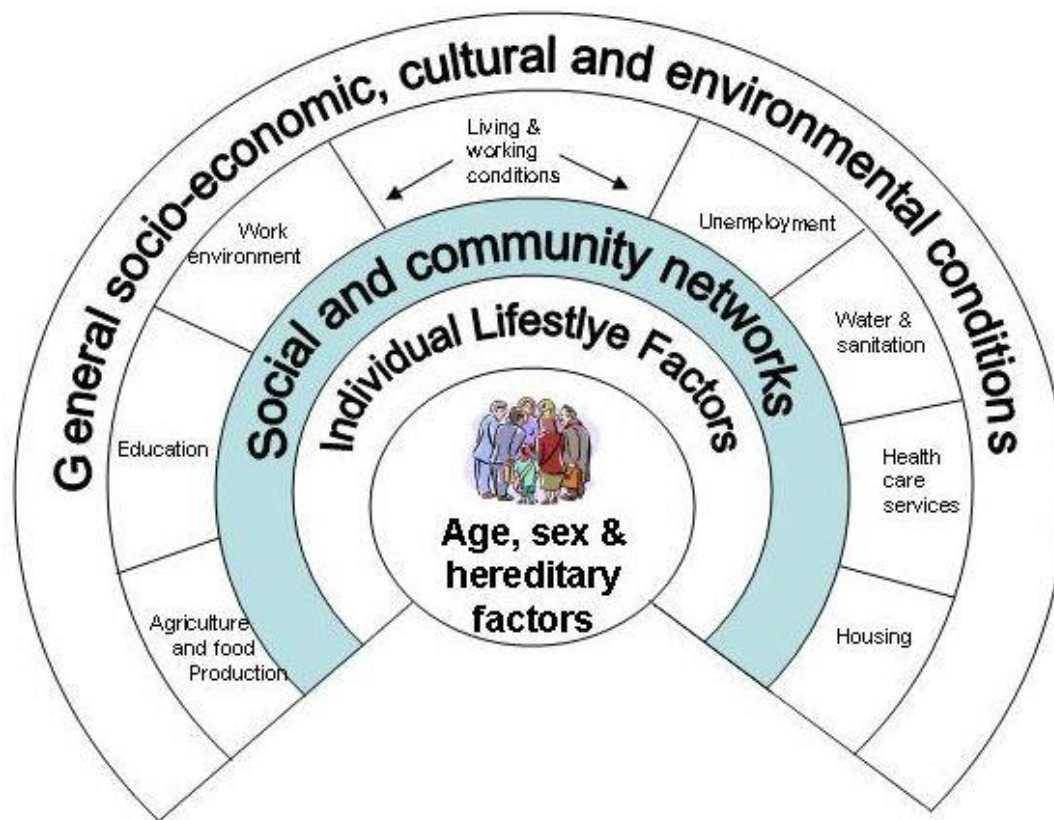 G eneral socio-economic, cultural and environmental conditions
Living &
working
conditions
Work
environment
Unemployment
Social and community networks
Water &
sanitation
Individual Lifestlye Factors
Education
Health
care
services
Age, sex &
hereditary
factors
Agriculture
and food
Production
Housing